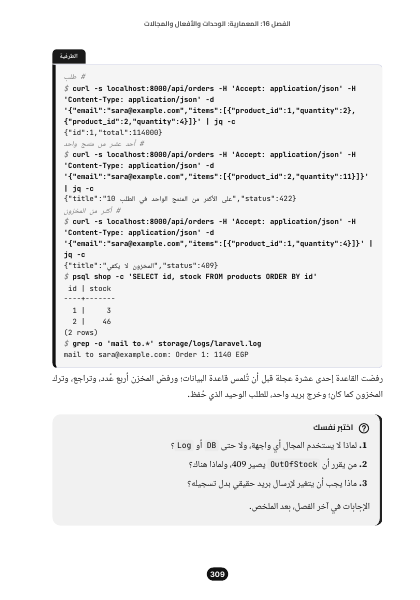 الفصل 16: المعمارية: الوحدات والأفعال والمجالات
الطرفية
# طلب
$ curl -s localhost:8000/api/orders -H 'Accept: application/json' -H
'Content-Type: application/json' -d
'{"email":"sara@example.com","items":[{"product_id":1,"quantity":2},
{"product_id":2,"quantity":4}]}' | jq -c
{"id":1,"total":114000}
# أحد عشر من منتج واحد
$ curl -s localhost:8000/api/orders -H 'Accept: application/json' -H
'Content-Type: application/json' -d
'{"email":"sara@example.com","items":[{"product_id":2,"quantity":11}]}'
| jq -c
{"title":"على الأكثر من المنتج الواحد في الطلب 10","status":422}
# أكثر من المخزون
$ curl -s localhost:8000/api/orders -H 'Accept: application/json' -H
'Content-Type: application/json' -d
'{"email":"sara@example.com","items":[{"product_id":1,"quantity":4}]}' |
jq -c
{"title":"المخزون لا يكفي","status":409}
$ psql shop -c 'SELECT id, stock FROM products ORDER BY id'
id | stock
----+-------
1 | 3
2 | 46
(2 rows)
$ grep -o 'mail to.*' storage/logs/laravel.log
mail to sara@example.com: Order 1: 1140 EGP
رفضت القاعدة إحدى عشرة عجلة قبل أن تُلمس قاعدة البيانات؛ ورفض المخزن أربع عُدد، وتراجع، وترك
المخزون كما كان؛ وخرج بريد واحد، للطلب الوحيد الذي حُفظ.
اختبر نفسك
1. لماذا لا يستخدم المجال أي واجهة، ولا حتى DB أو Log؟
2. من يقرر أن OutOfStock يصير 409، ولماذا هناك؟
3. ماذا يجب أن يتغير لإرسال بريد حقيقي بدل تسجيله؟
الإجابات في آخر الفصل، بعد الملخص.
309